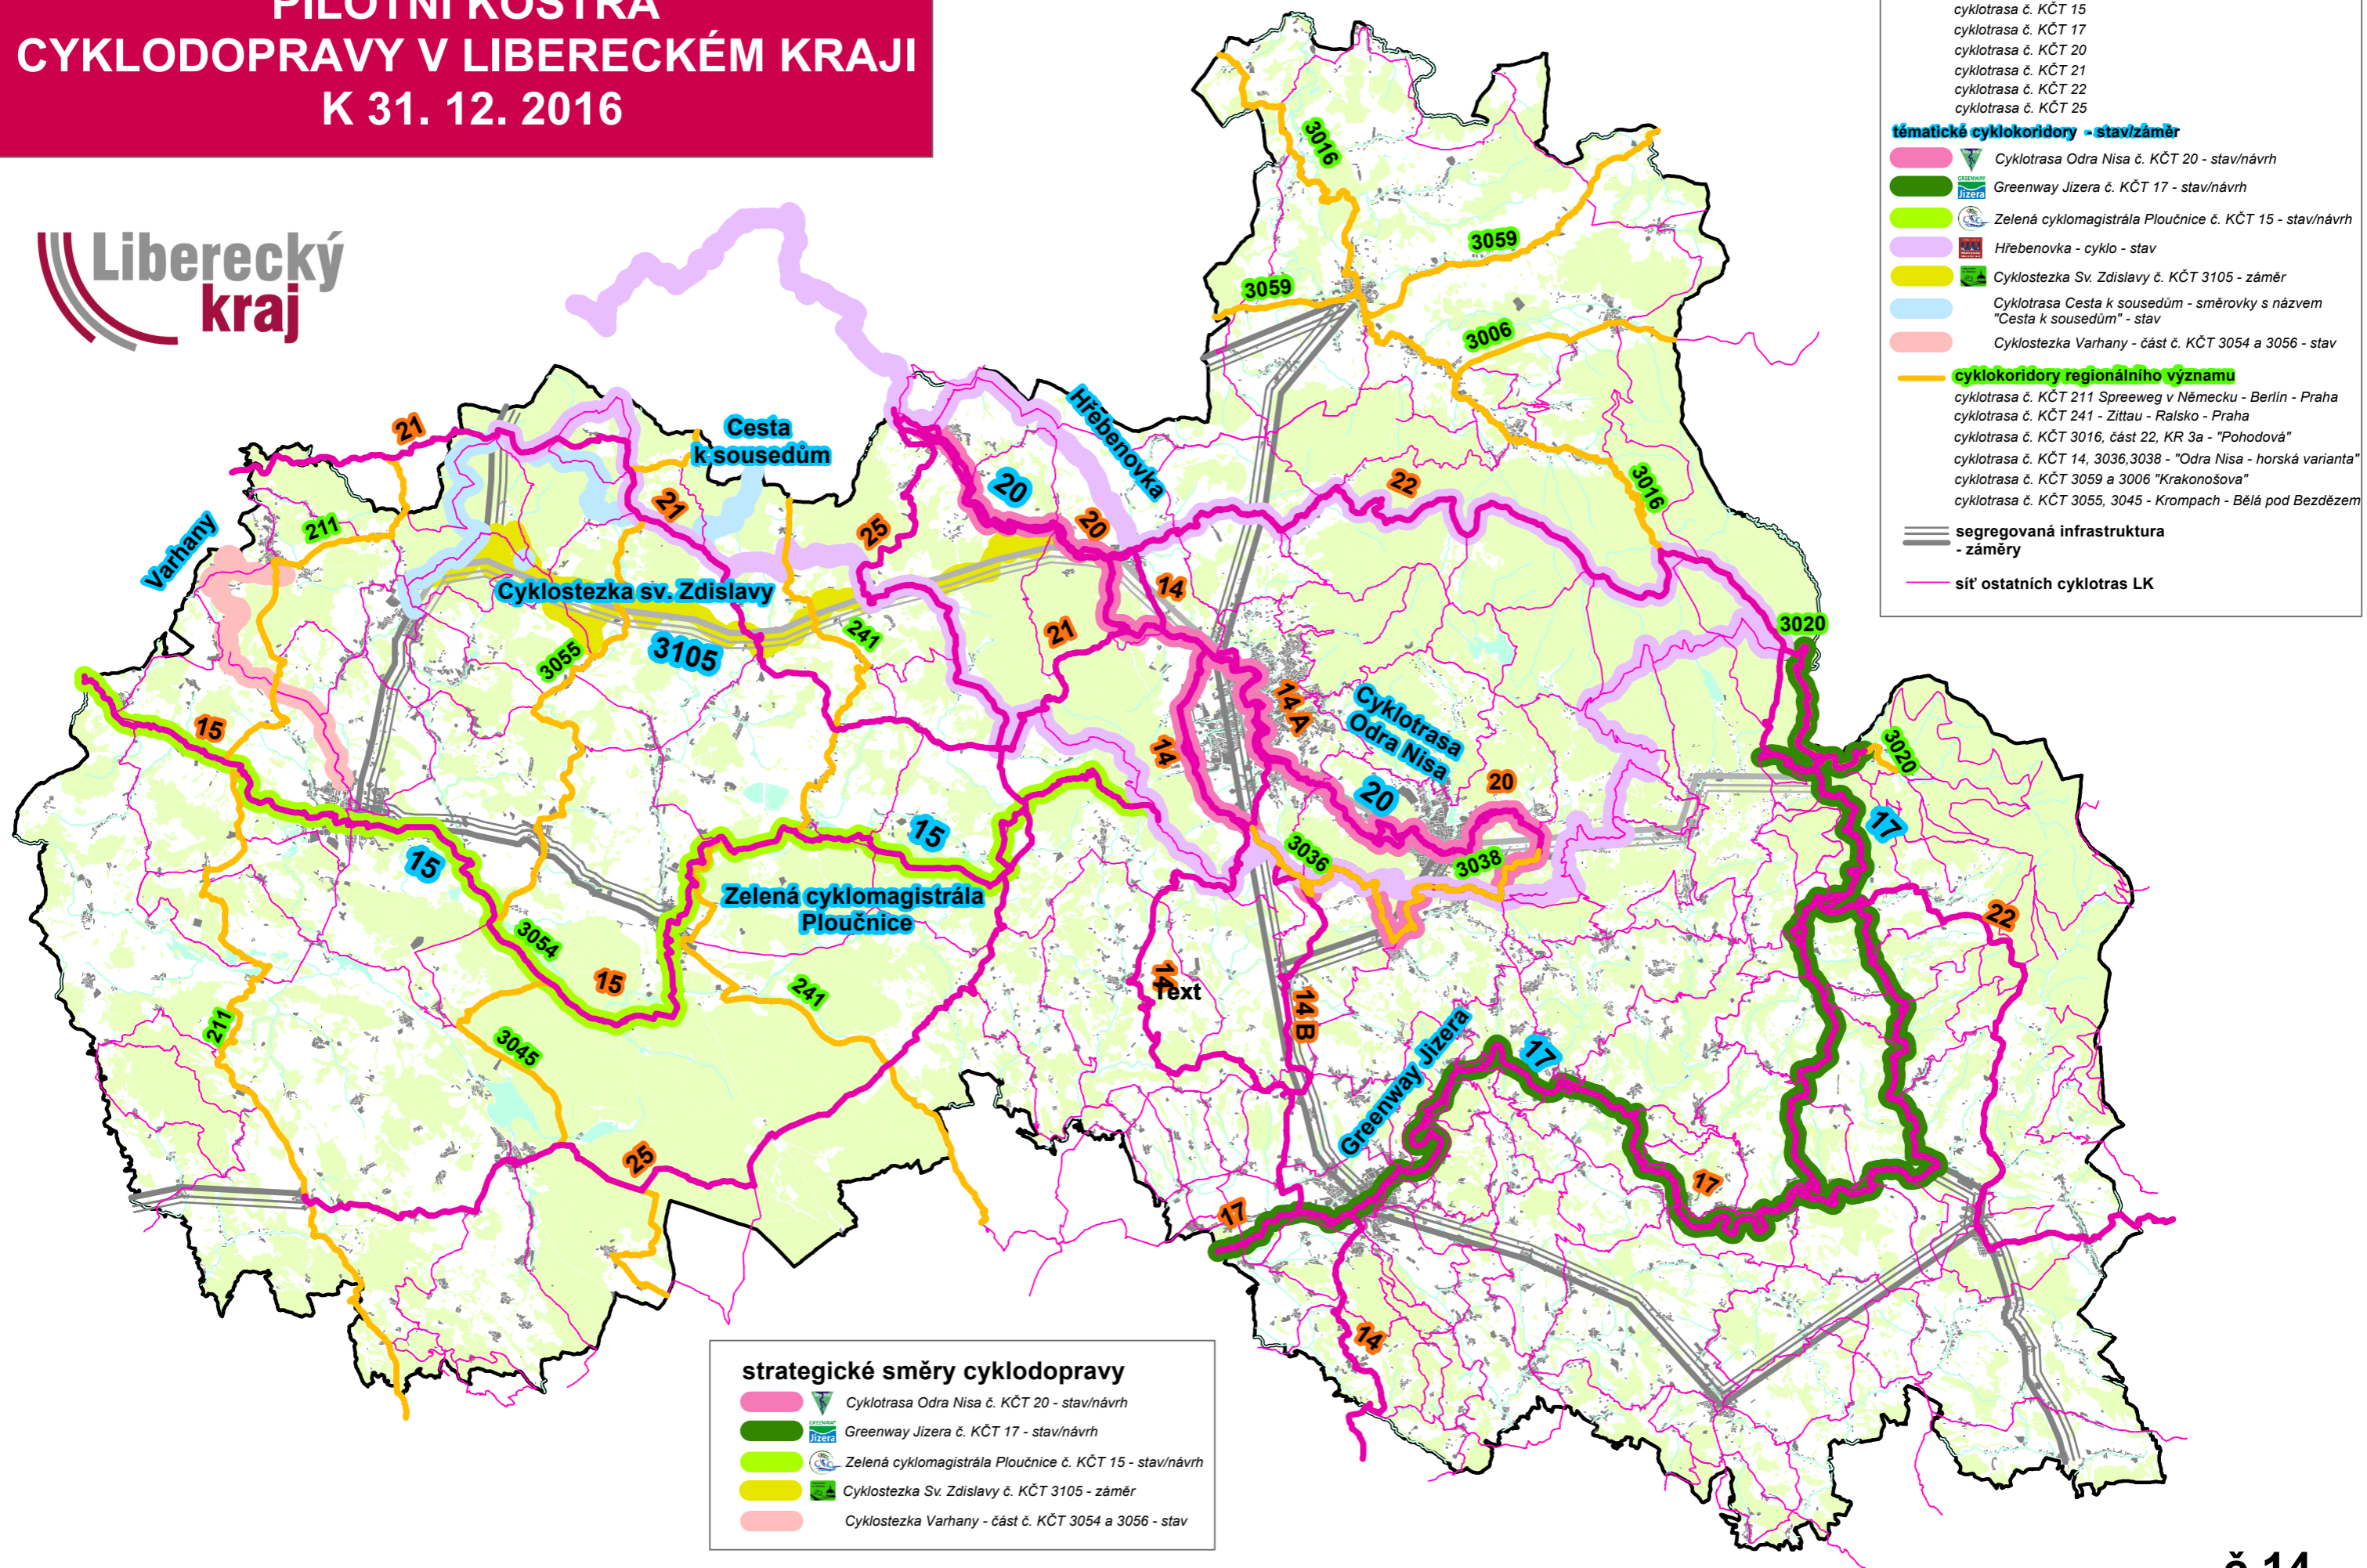 PILOTNÍ KOSTRA
CYKLODOPRAVY V LIBERECKÉM KRAJI
K 31. 12. 2016
Liberecký
kraj
cyklotrasa č. KČT 15
cyklotrasa č. KČT 17
cyklotrasa č. KČT 20
cyklotrasa č. KČT 21
cyklotrasa č. KČT 22
cyklotrasa č. KČT 25
tématické cyklokoridory - stav/záměr
Cyklotrasa Odra Nisa č. KČT 20 - stav/návrh
GREENWAY
Jizera
Greenway Jizera č. KČT 17 - stav/návrh
Zelená cyklomagistrála Ploučnice č. KČT 15 - stav/návrh
Hřebenovka - cyklo - stav
Cyklostezka Sv. Zdislavy č. KČT 3105 - záměr
Cyklotrasa Cesta k sousedům - směrovky s názvem
"Cesta k sousedům" - stav
Cyklostezka Varhany - část č. KČT 3054 a 3056 - stav
cyklokoridory regionálního významu
cyklotrasa č. KČT 211 Spreeweg v Německu - Berlín - Praha
cyklotrasa č. KČT 241 - Zittau - Ralsko - Praha
cyklotrasa č. KČT 3016, část 22, KR 3a - "Pohodová"
cyklotrasa č. KČT 14, 3036,3038 - "Odra Nisa - horská varianta"
cyklotrasa č. KČT 3059 a 3006 "Krakonošova"
cyklotrasa č. KČT 3055, 3045 - Krompach - Bělá pod Bezdězem
segregovaná infrastruktura
- záměry
síť ostatních cyklotras LK
3016
3059
3059
3006
3016
21
Cesta
k sousedům
Hřebenovka
20
20
22
21
25
211
Varhany
Cyklostezka sv. Zdislavy
14
3105
3055
241
21
3020
15
14 A
Cyklotrasa
Odra Nisa
14
20
20
3020
17
15
15
3036
3038
Zelená cyklomagistrála
Ploučnice
22
3054
15
241
14
Text
14 B
211
3045
Greenway Jizera
17
25
17
17
14
strategické směry cyklodopravy
Cyklotrasa Odra Nisa č. KČT 20 - stav/návrh
GREENWAY
Jizera
Greenway Jizera č. KČT 17 - stav/návrh
Zelená cyklomagistrála Ploučnice č. KČT 15 - stav/návrh
Cyklostezka Sv. Zdislavy č. KČT 3105 - záměr
Cyklostezka Varhany - část č. KČT 3054 a 3056 - stav
č.14